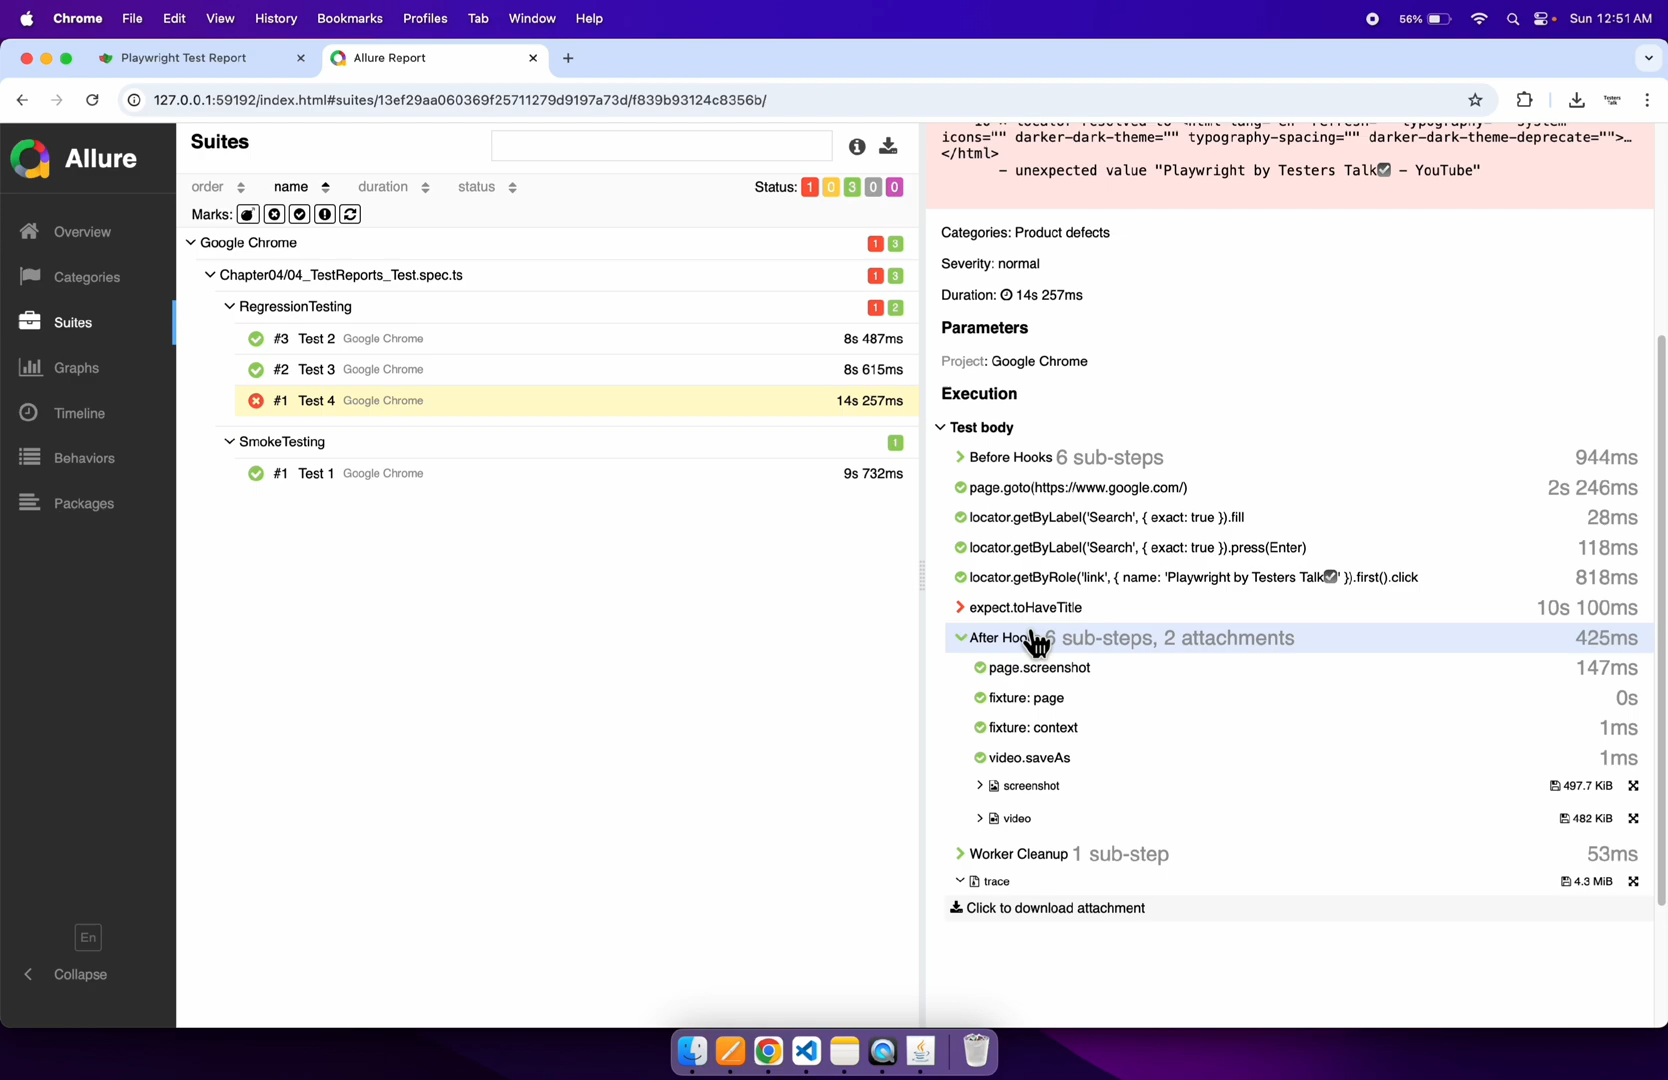 Chrome File Edit View History Bookmarks Profiles Tab Window Help 56% Sun 12:51 AM
Playwright Test Report Allure Report
127.0.0.1:59192/index.html#suites/13ef29aa060369f25711279d9197a73d/f839b93124c8356b/
Allure
Overview
Categories
Suites
Graphs
Timeline
Behaviors
Packages
En
Collapse
Suites
order name duration status Status: 1 0 3 0 0
Marks:
Google Chrome 1 3
Chapter04/04_TestReports_Test.spec.ts 1 3
RegressionTesting 1 2
#3 Test 2 Google Chrome 8s 487ms
#2 Test 3 Google Chrome 8s 615ms
#1 Test 4 Google Chrome 14s 257ms
SmokeTesting 1
#1 Test 1 Google Chrome 9s 732ms
icons="" darker-dark-theme="" typography-spacing="" darker-dark-theme-deprecate="">…
</html>
- unexpected value "Playwright by Testers Talk☑️ - YouTube"
Categories: Product defects
Severity: normal
Duration: 14s 257ms
Parameters
Project: Google Chrome
Execution
Test body
Before Hooks 6 sub-steps 944ms
page.goto(https://www.google.com/) 2s 246ms
locator.getByLabel('Search', { exact: true }).fill 28ms
locator.getByLabel('Search', { exact: true }).press(Enter) 118ms
locator.getByRole('link', { name: 'Playwright by Testers Talk☑️' }).first().click 818ms
expect.toHaveTitle 10s 100ms
After 6 sub-steps, 2 attachments 425ms
page.screenshot 147ms
fixture: page 0s
fixture: context 1ms
video.saveAs 1ms
screenshot 497.7 KiB
video 482 KiB
Worker Cleanup 1 sub-step 53ms
trace 4.3 MiB
Click to download attachment